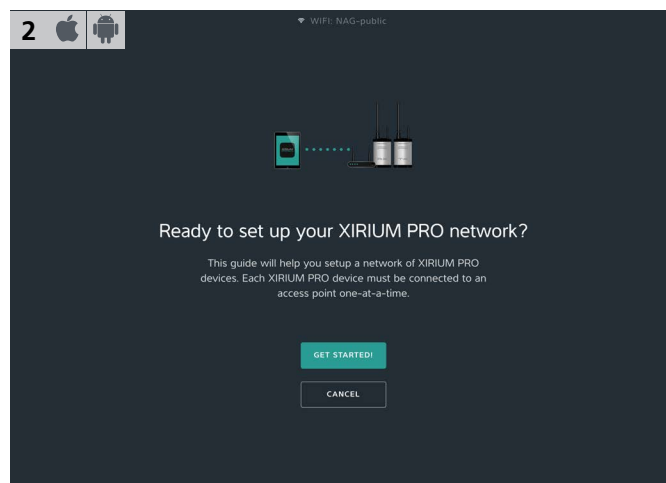 2
WIFI: NAG-public
Ready to set up your XIRIUM PRO network?
This guide will help you setup a network of XIRIUM PRO
devices. Each XIRIUM PRO device must be connected to an
access point one-at-a-time.
GET STARTED!
CANCEL